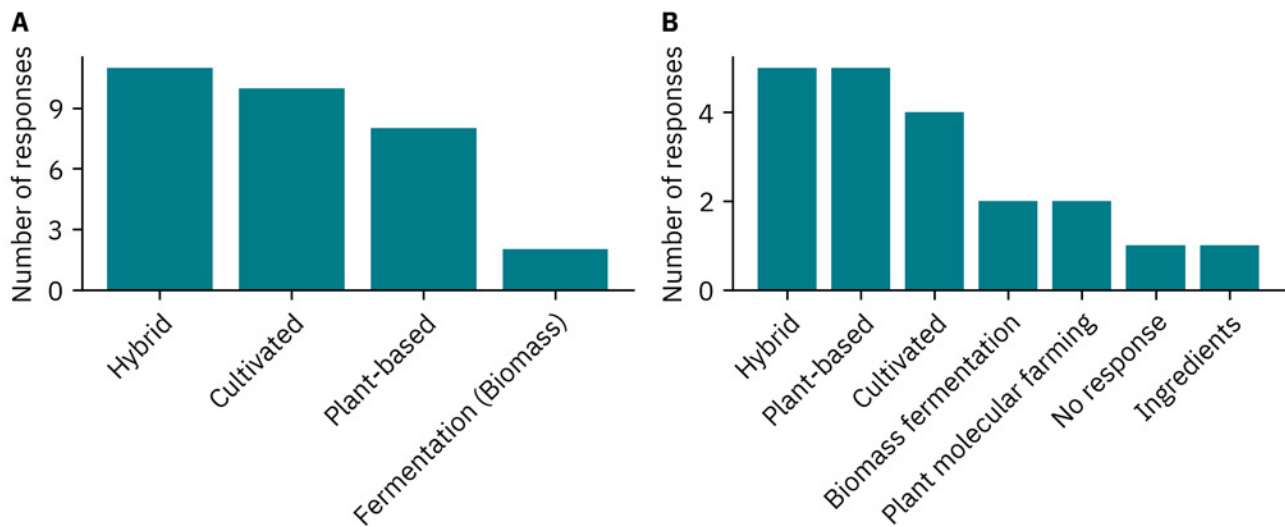 A
Number of responses
9
6
3
0
Hybrid
Cultivated
Plant-based
Fermentation (Biomass)
B
Number of responses
4
2
0
Hybrid
Plant-based
Cultivated
Biomass fermentation
Plant molecular farming
No response
Ingredients